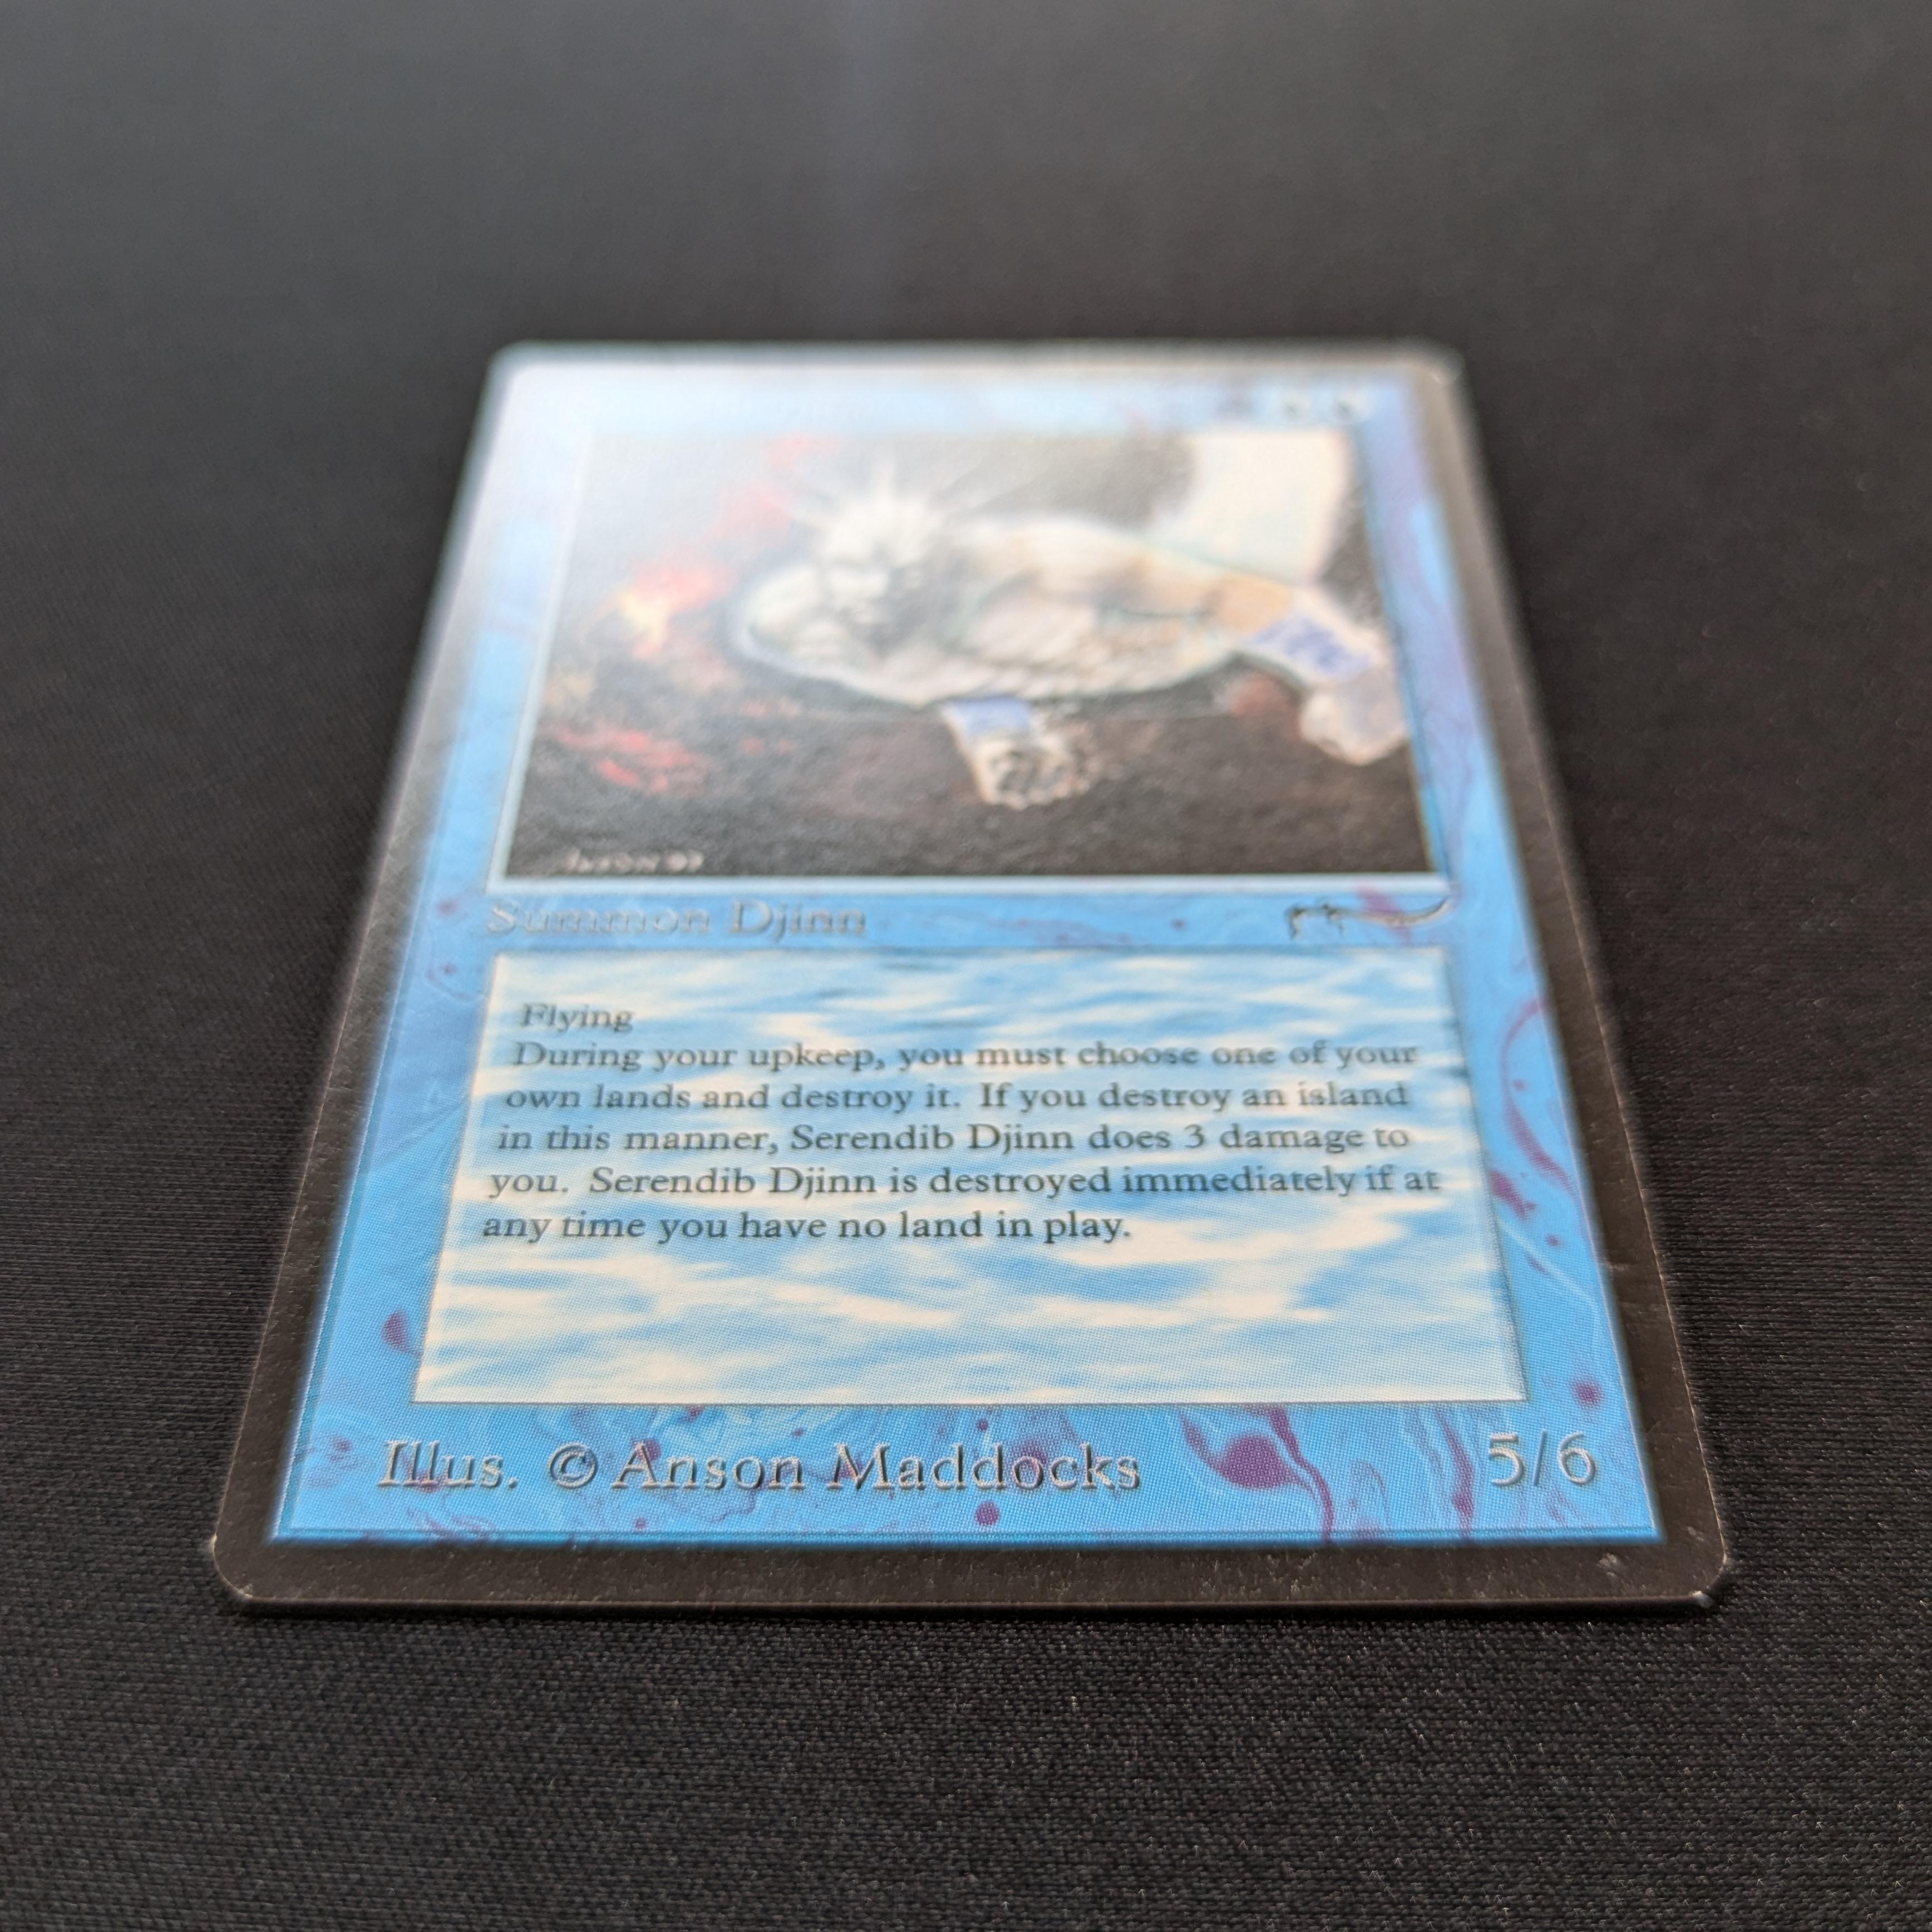 ANSON 93
Summon Djinn
Flying
During your upkeep, you must choose one of your
own lands and destroy it. If you destroy an island
in this manner, Serendib Djinn does 3 damage to
you. Serendib Djinn is destroyed immediately if at
any time you have no land in play.
Illus. © Anson Maddocks
5/6